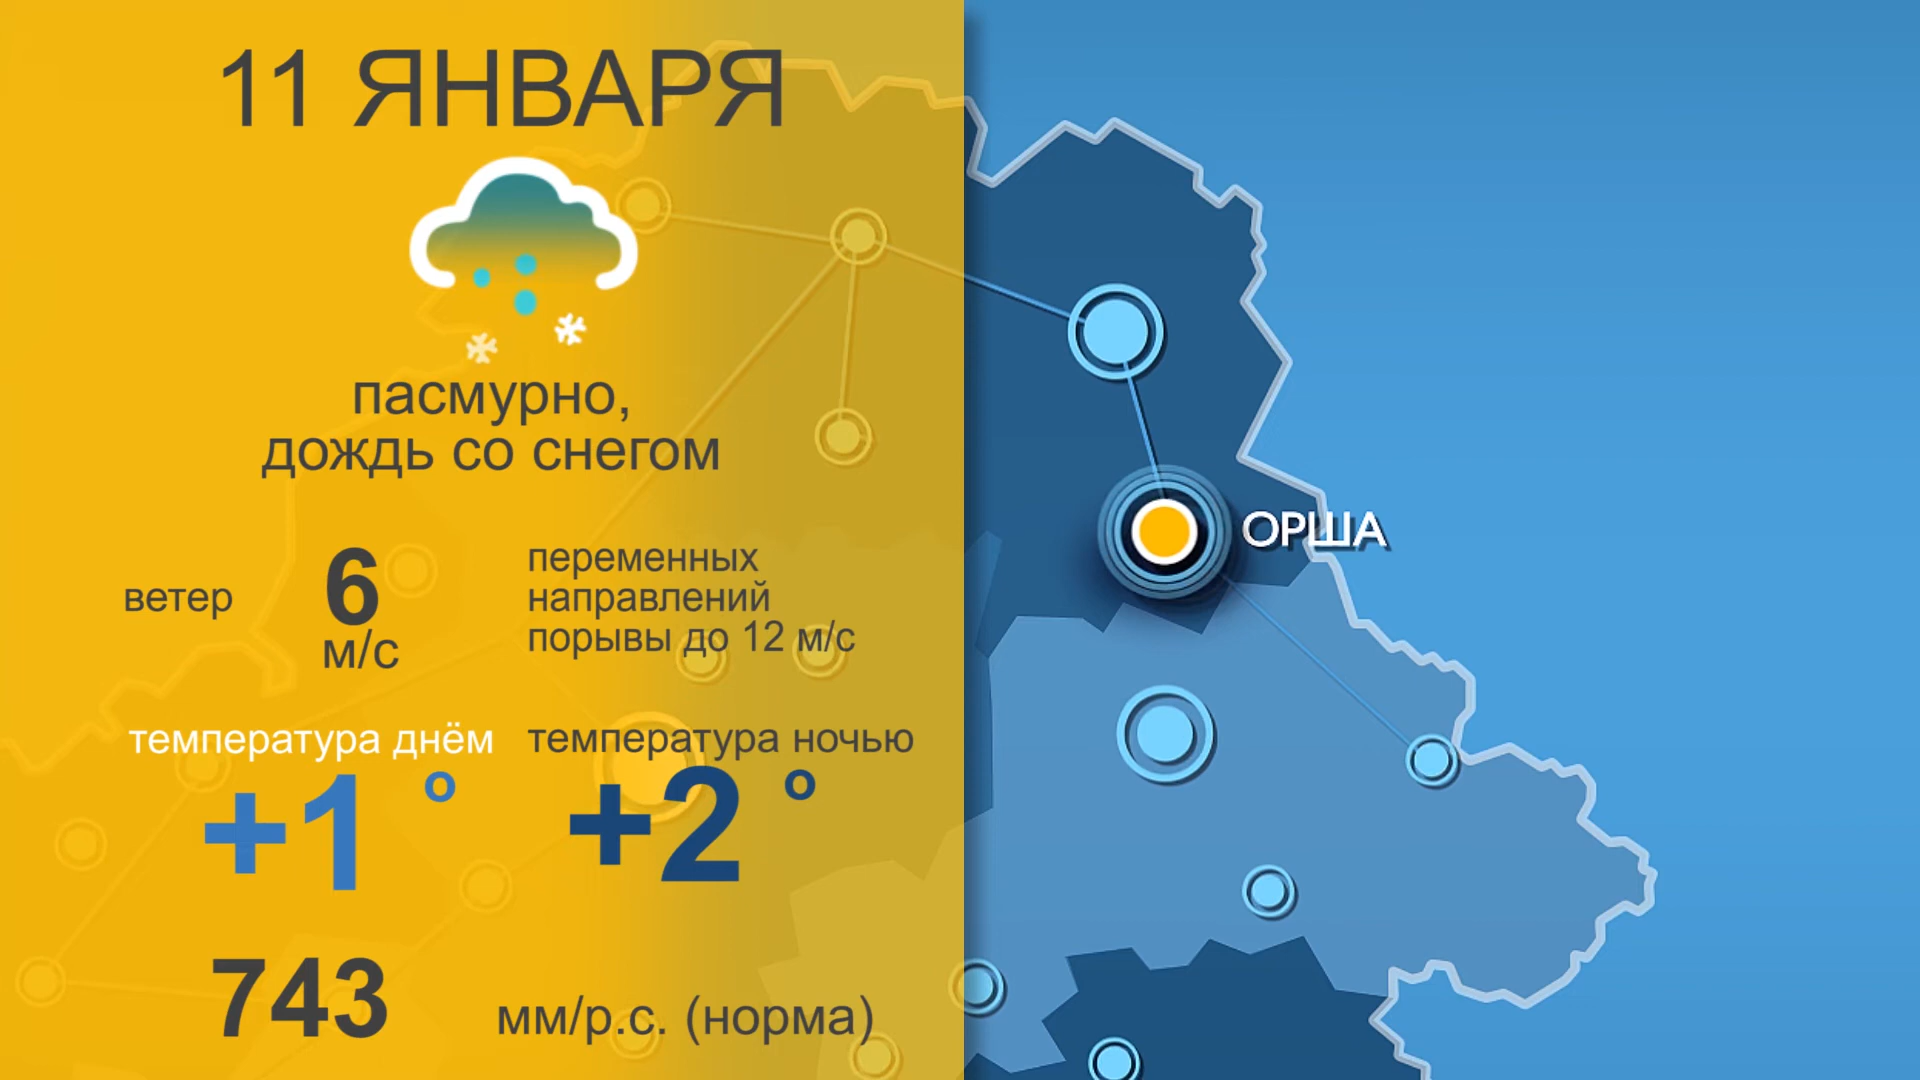 11 ЯНВАРЯ
пасмурно,
дождь со снегом
ветер
6
м/с
переменных
направлений
порывы до 12 м/с
температура днём
+1 °
температура ночью
+2 °
743
мм/р.с. (норма)
ОРША